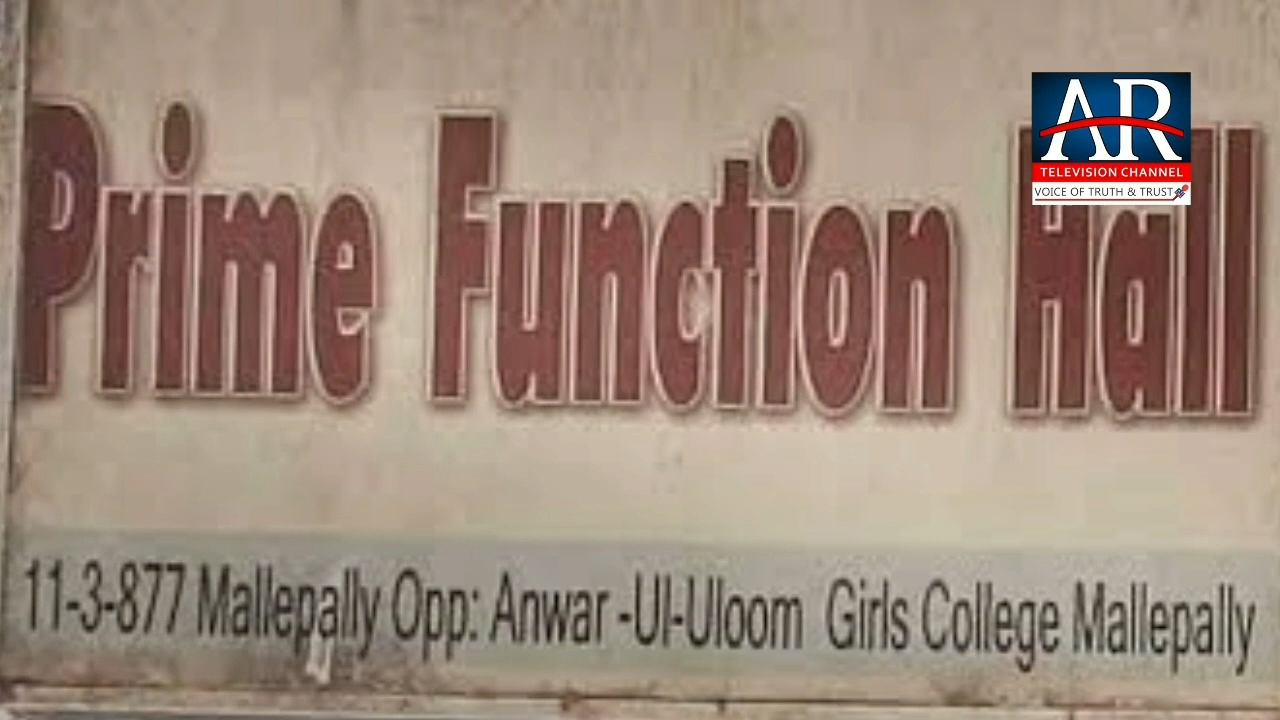 AR
TELEVISION CHANNEL
VOICE OF TRUTH & TRUST
Prime Function Hall
11-3-877 Mallepally Opp: Anwar -Ul-Uloom Girls College Mallepally